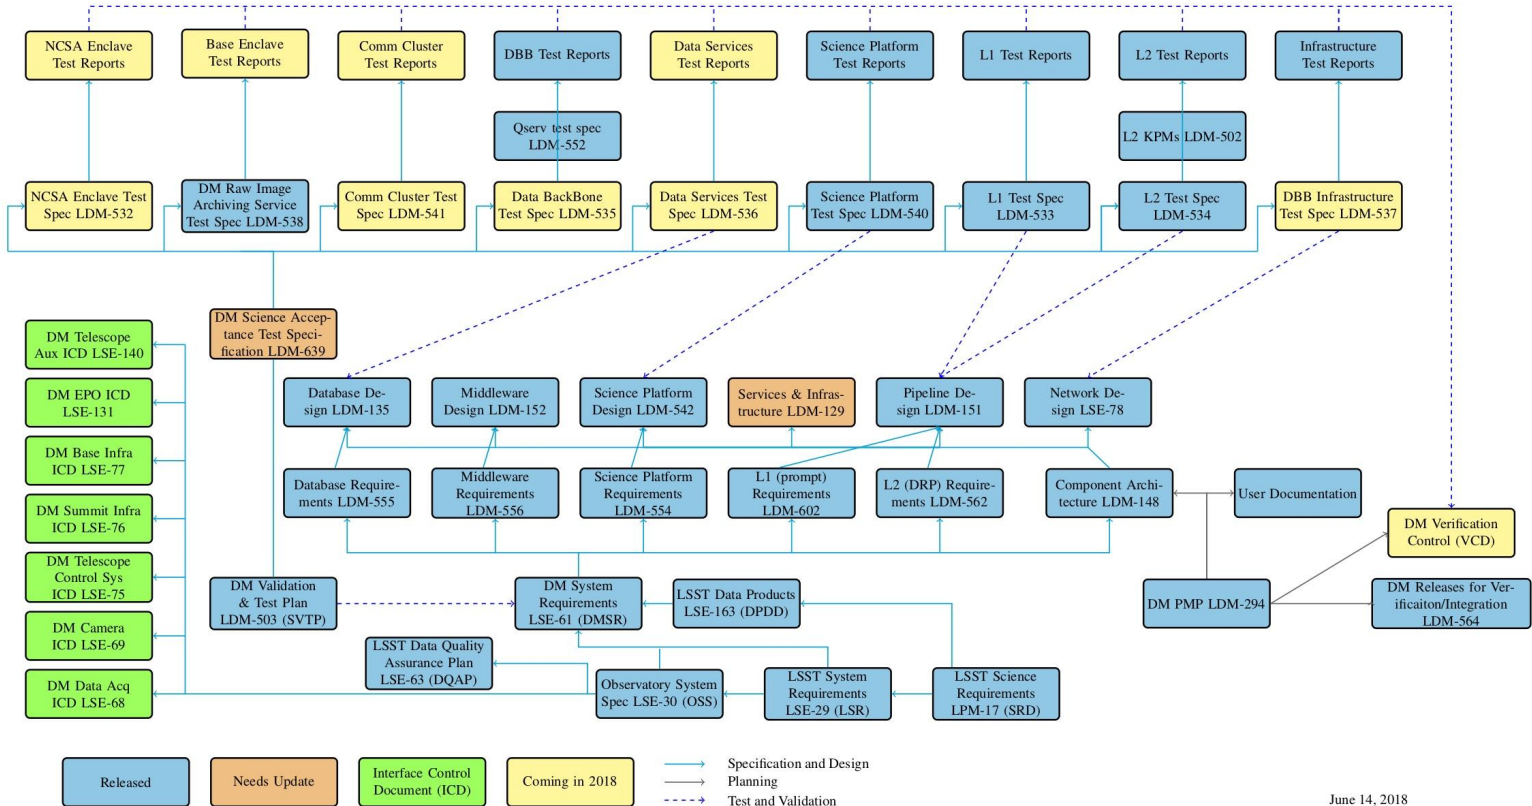 NCSA Enclave
Test Reports
Base Enclave
Test Reports
Comm Cluster
Test Reports
DBB Test Reports
Data Services
Test Reports
Science Platform
Test Reports
L1 Test Reports
L2 Test Reports
Infrastructure
Test Reports
Qserv test spec
LDM-552
L2 KPMs LDM-502
NCSA Enclave Test
Spec LDM-532
DM Raw Image
Archiving Service
Test Spec LDM-538
Comm Cluster Test
Spec LDM-541
Data BackBone
Test Spec LDM-535
Data Services Test
Spec LDM-536
Science Platform
Test Spec LDM-540
L1 Test Spec
LDM-533
L2 Test Spec
LDM-534
DBB Infrastructure
Test Spec LDM-537
DM Science Accep-
tance Test Speci-
fication LDM-639
DM Telescope
Aux ICD LSE-140
DM EPO ICD
LSE-131
DM Base Infra
ICD LSE-77
DM Summit Infra
ICD LSE-76
DM Telescope
Control Sys
ICD LSE-75
DM Camera
ICD LSE-69
DM Data Acq
ICD LSE-68
Database De-
sign LDM-135
Middleware
Design LDM-152
Science Platform
Design LDM-542
Services & Infras-
tructure LDM-129
Pipeline De-
sign LDM-151
Network De-
sign LSE-78
Database Require-
ments LDM-555
Middleware
Requirements
LDM-556
Science Platform
Requirements
LDM-554
L1 (prompt)
Requirements
LDM-602
L2 (DRP) Require-
ments LDM-562
Component Archi-
tecture LDM-148
User Documentation
DM Verification
Control (VCD)
DM Validation
& Test Plan
LDM-503 (SVTP)
DM System
Requirements
LSE-61 (DMSR)
LSST Data Products
LSE-163 (DPDD)
DM PMP LDM-294
DM Releases for Ver-
ificaiton/Integration
LDM-564
LSST Data Quality
Assurance Plan
LSE-63 (DQAP)
Observatory System
Spec LSE-30 (OSS)
LSST System
Requirements
LSE-29 (LSR)
LSST Science
Requirements
LPM-17 (SRD)
Released
Needs Update
Interface Control
Document (ICD)
Coming in 2018
Specification and Design
Planning
Test and Validation
June 14, 2018